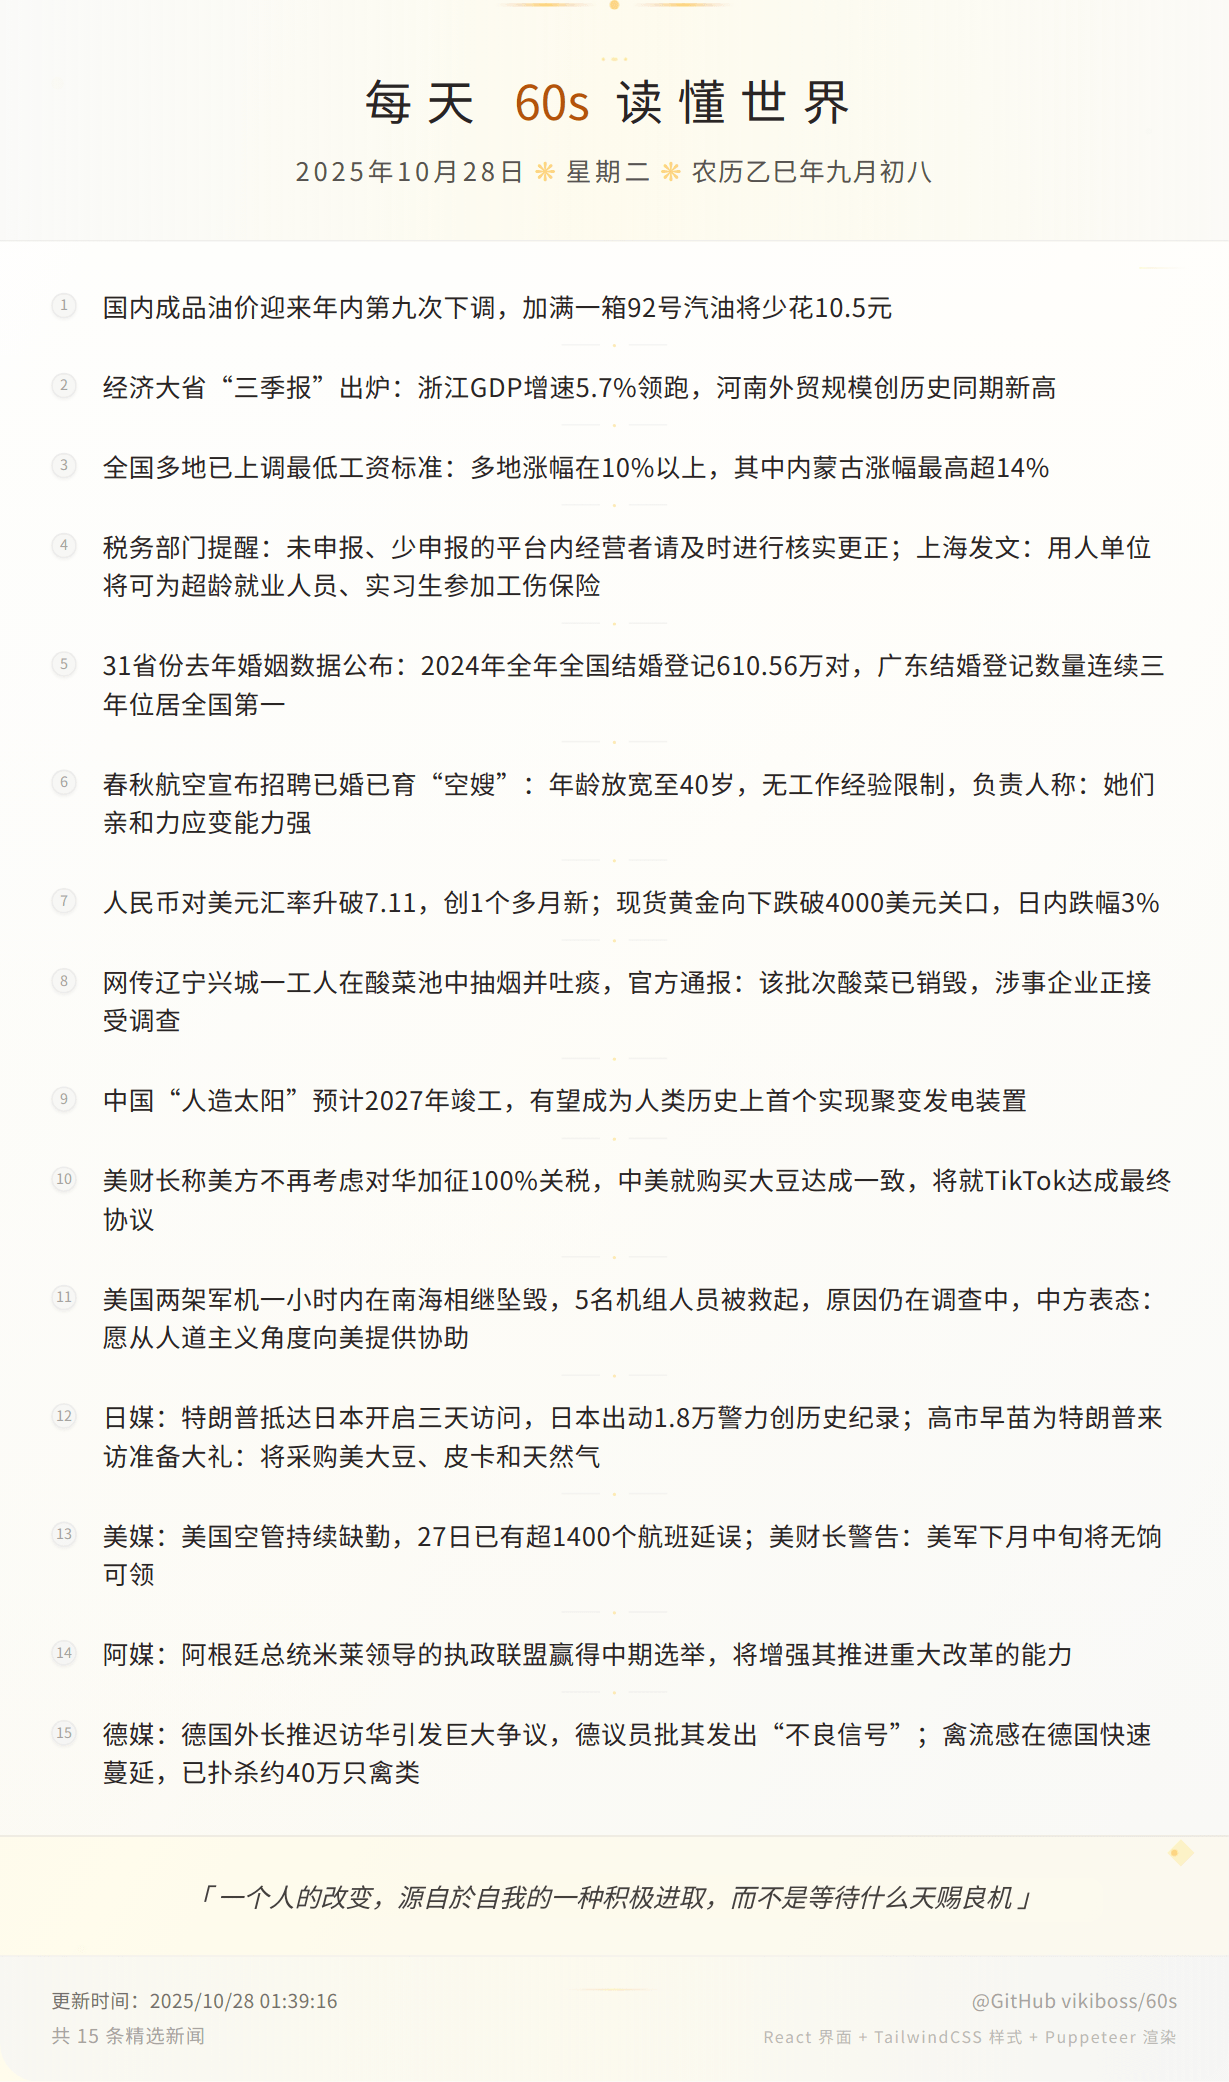 每天 60s 读懂世界
2025年10月28日 ❋ 星期二 ❋ 农历乙巳年九月初八
1 国内成品油价迎来年内第九次下调，加满一箱92号汽油将少花10.5元
2 经济大省“三季报”出炉：浙江GDP增速5.7%领跑，河南外贸规模创历史同期新高
3 全国多地已上调最低工资标准：多地涨幅在10%以上，其中内蒙古涨幅最高超14%
4 税务部门提醒：未申报、少申报的平台内经营者请及时进行核实更正；上海发文：用人单位
将可为超龄就业人员、实习生参加工伤保险
5 31省份去年婚姻数据公布：2024年全年全国结婚登记610.56万对，广东结婚登记数量连续三
年位居全国第一
6 春秋航空宣布招聘已婚已育“空嫂”：年龄放宽至40岁，无工作经验限制，负责人称：她们
亲和力应变能力强
7 人民币对美元汇率升破7.11，创1个多月新；现货黄金向下跌破4000美元关口，日内跌幅3%
8 网传辽宁兴城一工人在酸菜池中抽烟并吐痰，官方通报：该批次酸菜已销毁，涉事企业正接
受调查
9 中国“人造太阳”预计2027年竣工，有望成为人类历史上首个实现聚变发电装置
10 美财长称美方不再考虑对华加征100%关税，中美就购买大豆达成一致，将就TikTok达成最终
协议
11 美国两架军机一小时内在南海相继坠毁，5名机组人员被救起，原因仍在调查中，中方表态：
愿从人道主义角度向美提供协助
12 日媒：特朗普抵达日本开启三天访问，日本出动1.8万警力创历史纪录；高市早苗为特朗普来
访准备大礼：将采购美大豆、皮卡和天然气
13 美媒：美国空管持续缺勤，27日已有超1400个航班延误；美财长警告：美军下月中旬将无饷
可领
14 阿媒：阿根廷总统米莱领导的执政联盟赢得中期选举，将增强其推进重大改革的能力
15 德媒：德国外长推迟访华引发巨大争议，德议员批其发出“不良信号”；禽流感在德国快速
蔓延，已扑杀约40万只禽类
「一个人的改变，源自於自我的一种积极进取，而不是等待什么天赐良机」
更新时间：2025/10/28 01:39:16
@GitHub vikiboss/60s
共 15 条精选新闻
React 界面 + TailwindCSS 样式 + Puppeteer 渲染